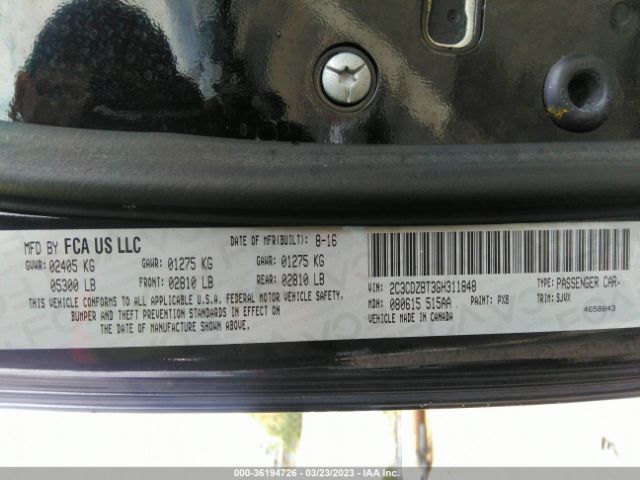 MFD BY FCA US LLC
DATE OF MFR(BUILT): 8-16
GVWR: 02405 KG
GAWR: 01275 KG
GAWR: 01275 KG
05300 LB
FRONT: 02810 LB
REAR: 02810 LB
THIS VEHICLE CONFORMS TO ALL APPLICABLE U.S.A. FEDERAL MOTOR VEHICLE SAFETY,
BUMPER AND THEFT PREVENTION STANDARDS IN EFFECT ON
THE DATE OF MANUFACTURE SHOWN ABOVE.
VIN: 2C3CDZBT3GH311848
TYPE: PASSENGER CAR
MDH: 080615 515AA
PAINT: PX8
TRIM: SJVX
VEHICLE MADE IN CANADA
4658843
000-36194726 - 03/23/2023 - IAA Inc.